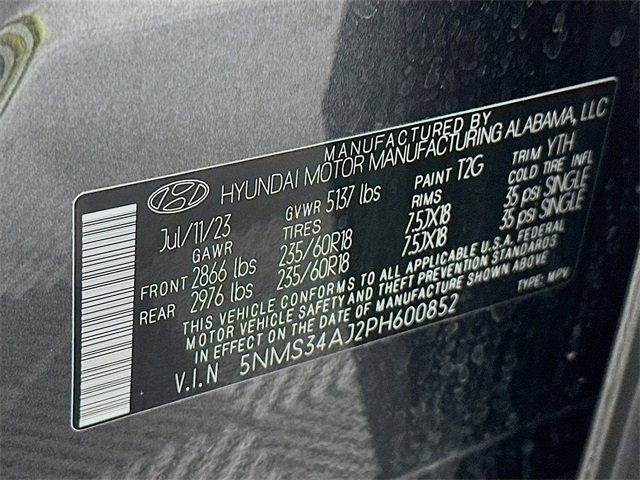 MANUFACTURED BY
HYUNDAI MOTOR MANUFACTURING ALABAMA, LLC
Jul/11/23 GVWR 5137 lbs PAINT T2G TRIM YTH
GAWR TIRES RIMS COLD TIRE INFL
FRONT 2866 lbs 235/60R18 7.5JX18 35 psi SINGLE
REAR 2976 lbs 235/60R18 7.5JX18 35 psi SINGLE
THIS VEHICLE CONFORMS TO ALL APPLICABLE U.S.A. FEDERAL
MOTOR VEHICLE SAFETY AND THEFT PREVENTION STANDARDS
IN EFFECT ON THE DATE OF MANUFACTURE SHOWN ABOVE
V.I.N 5NMS34AJ2PH600852 TYPE: MPV